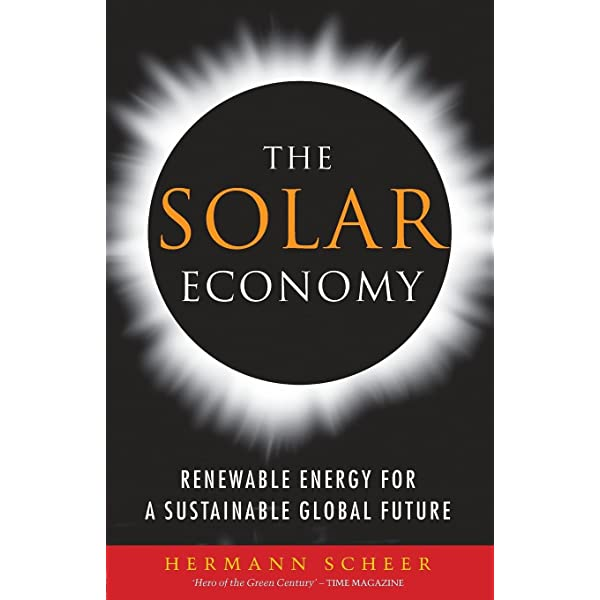 THE
SOLAR
ECONOMY
RENEWABLE ENERGY FOR
A SUSTAINABLE GLOBAL FUTURE
HERMANN SCHEER
'Hero of the Green Century' – TIME MAGAZINE